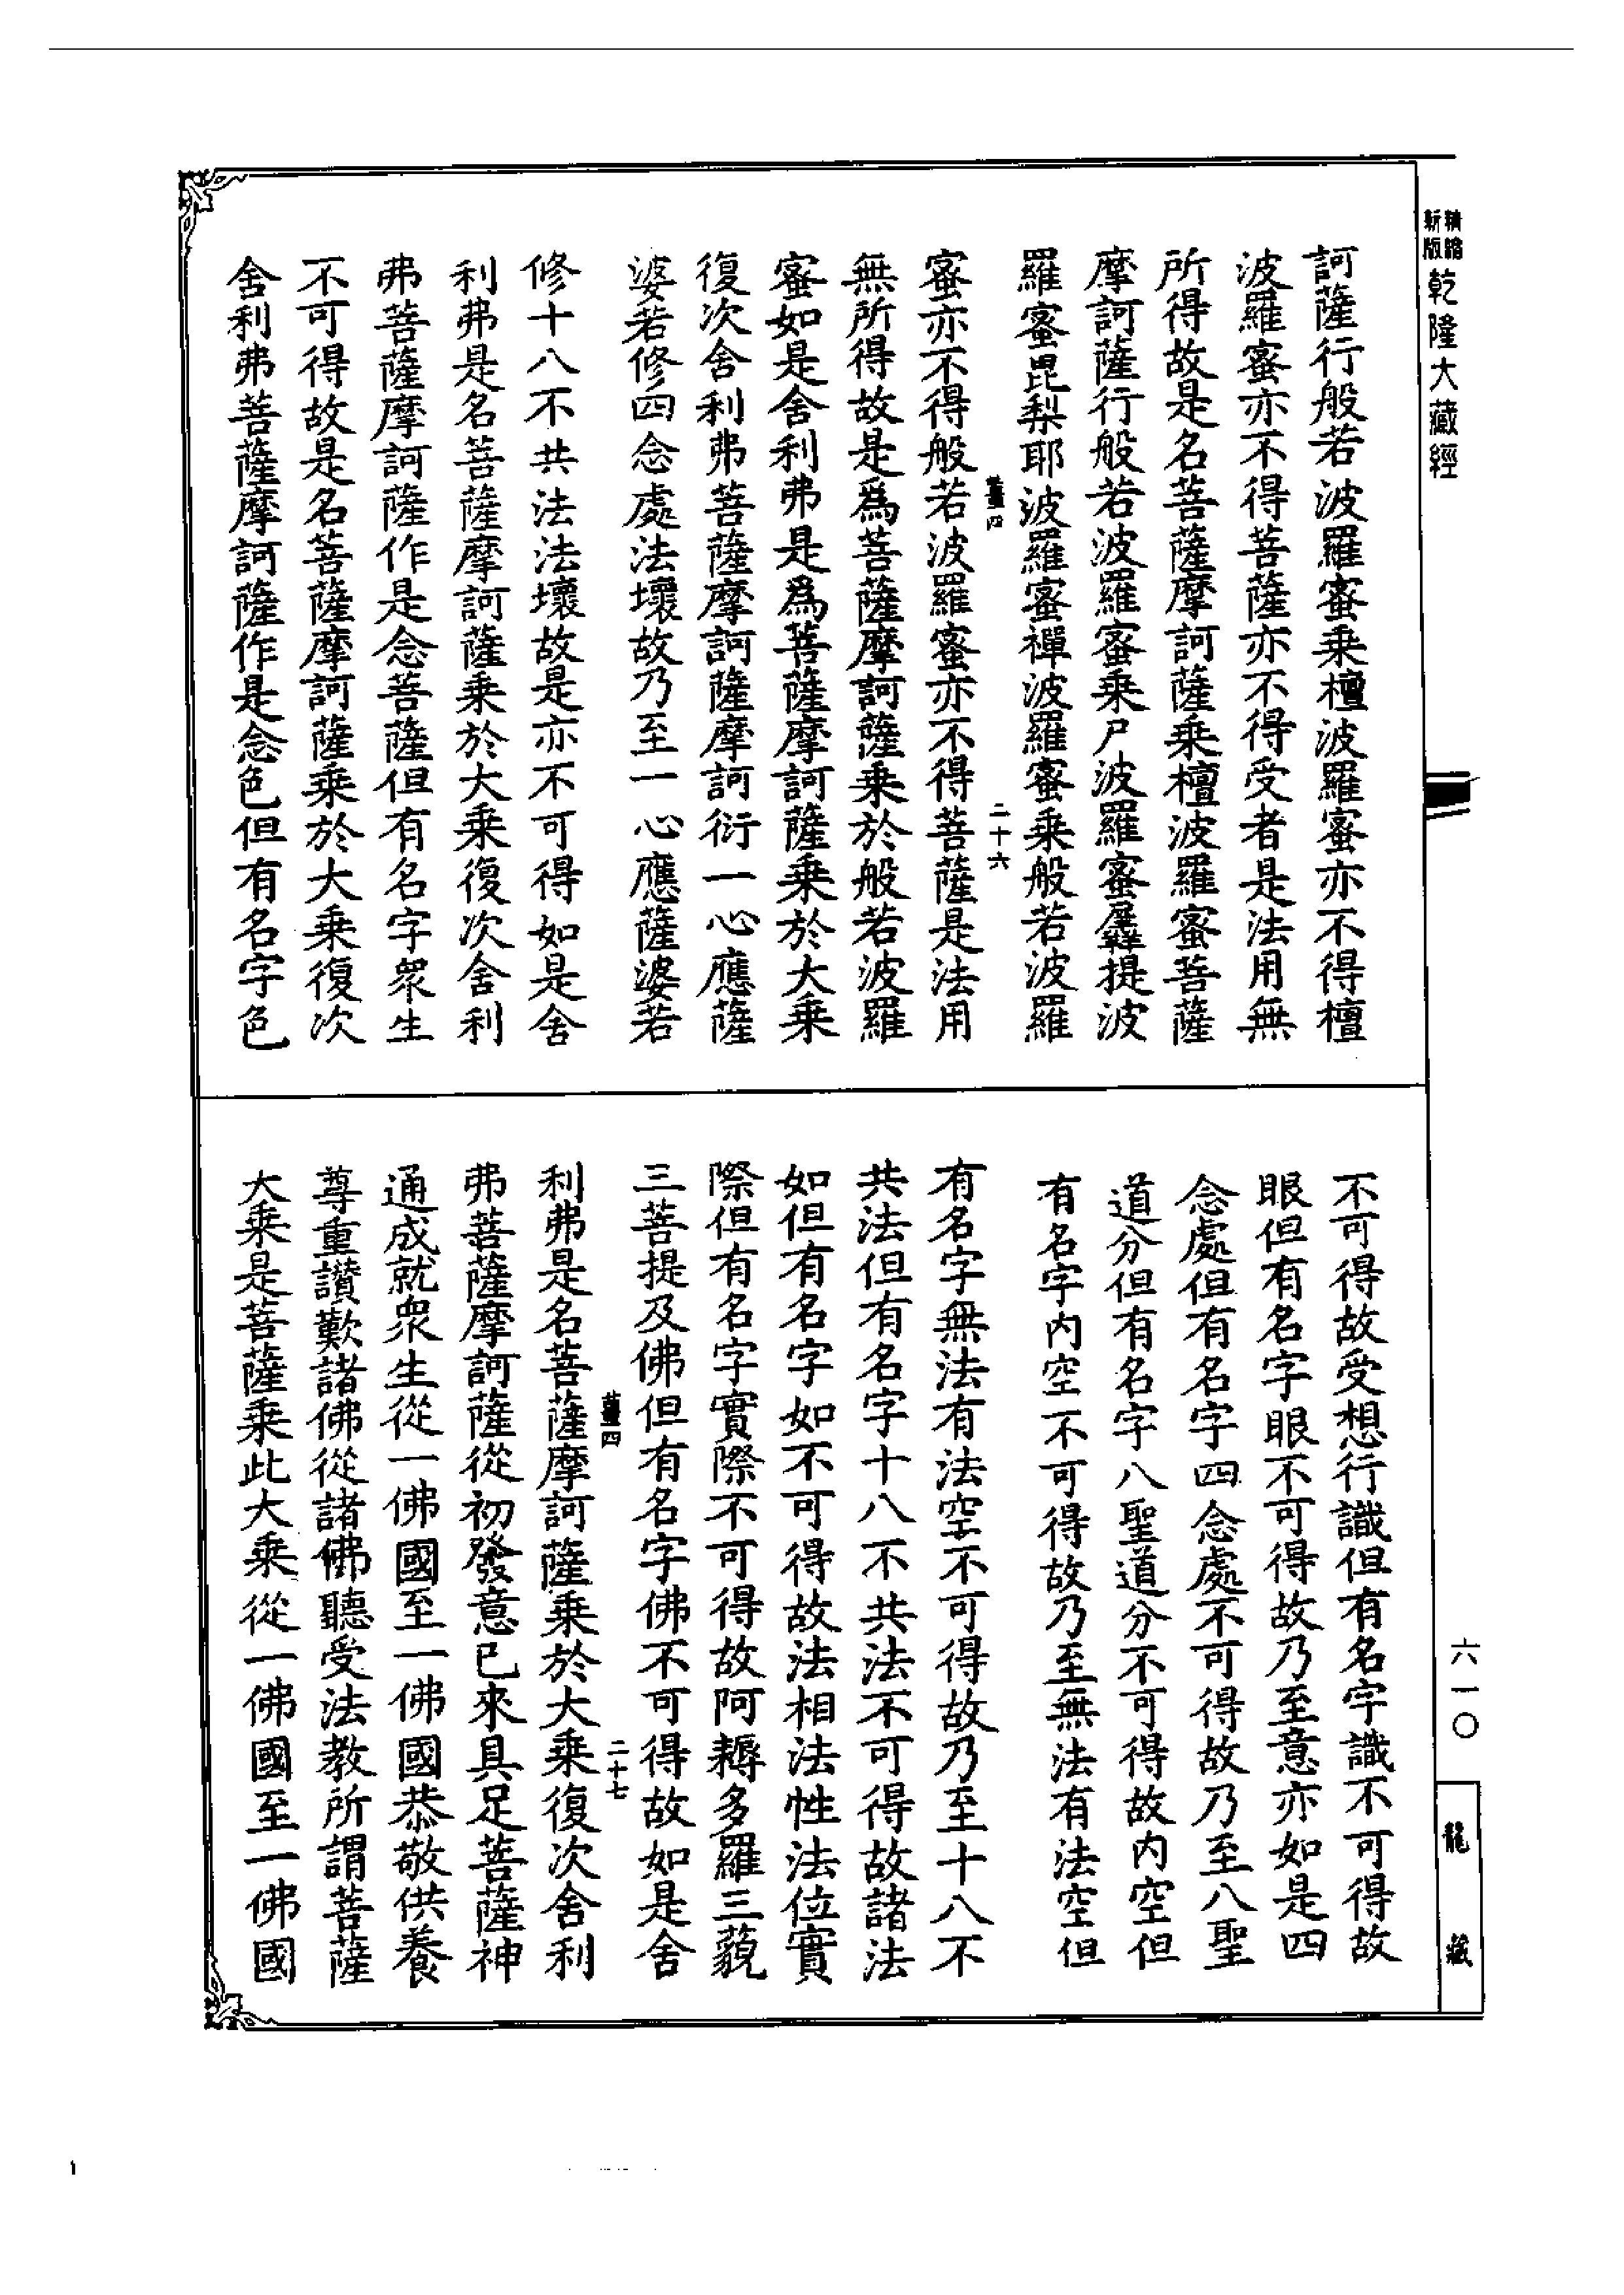 精縮新版 乾隆大藏經
訶薩行般若波羅蜜乘檀波羅蜜亦不得檀
波羅蜜亦不得菩薩亦不得受者是法用無
所得故是名菩薩摩訶薩乘檀波羅蜜菩薩
摩訶薩行般若波羅蜜乘尸波羅蜜羼提波
羅蜜毘梨耶波羅蜜禪波羅蜜乘般若波羅
二十六
蜜亦不得般若波羅蜜亦不得菩薩是法用
無所得故是爲菩薩摩訶薩乘於般若波羅
蜜如是舍利弗是爲菩薩摩訶薩乘於大乘
復次舍利弗菩薩摩訶薩摩訶衍一心應薩
婆若修四念處法壞故乃至一心應薩婆若
修十八不共法法壞故是亦不可得如是舍
利弗是名菩薩摩訶薩乘於大乘復次舍利
弗菩薩摩訶薩作是念菩薩但有名字衆生
不可得故是名菩薩摩訶薩乘於大乘復次
舍利弗菩薩摩訶薩作是念色但有名字色
不可得故受想行識但有名字識不可得故
眼但有名字眼不可得故乃至意亦如是四
念處但有名字四念處不可得故乃至八聖
道分但有名字八聖道分不可得故內空但
有名字內空不可得故乃至無法有法空但
有名字無法有法空不可得故乃至十八不
共法但有名字十八不共法不可得故諸法
如但有名字如不可得故法相法性法位實
際但有名字實際不可得故阿耨多羅三藐
三菩提及佛但有名字佛不可得故如是舍
二十七
利弗是名菩薩摩訶薩乘於大乘復次舍利
弗菩薩摩訶薩從初發意已來具足菩薩神
通成就衆生從一佛國至一佛國恭敬供養
尊重讃歎諸佛從諸佛聽受法教所謂菩薩
大乘是菩薩乘此大乘從一佛國至一佛國
六一〇
龍藏